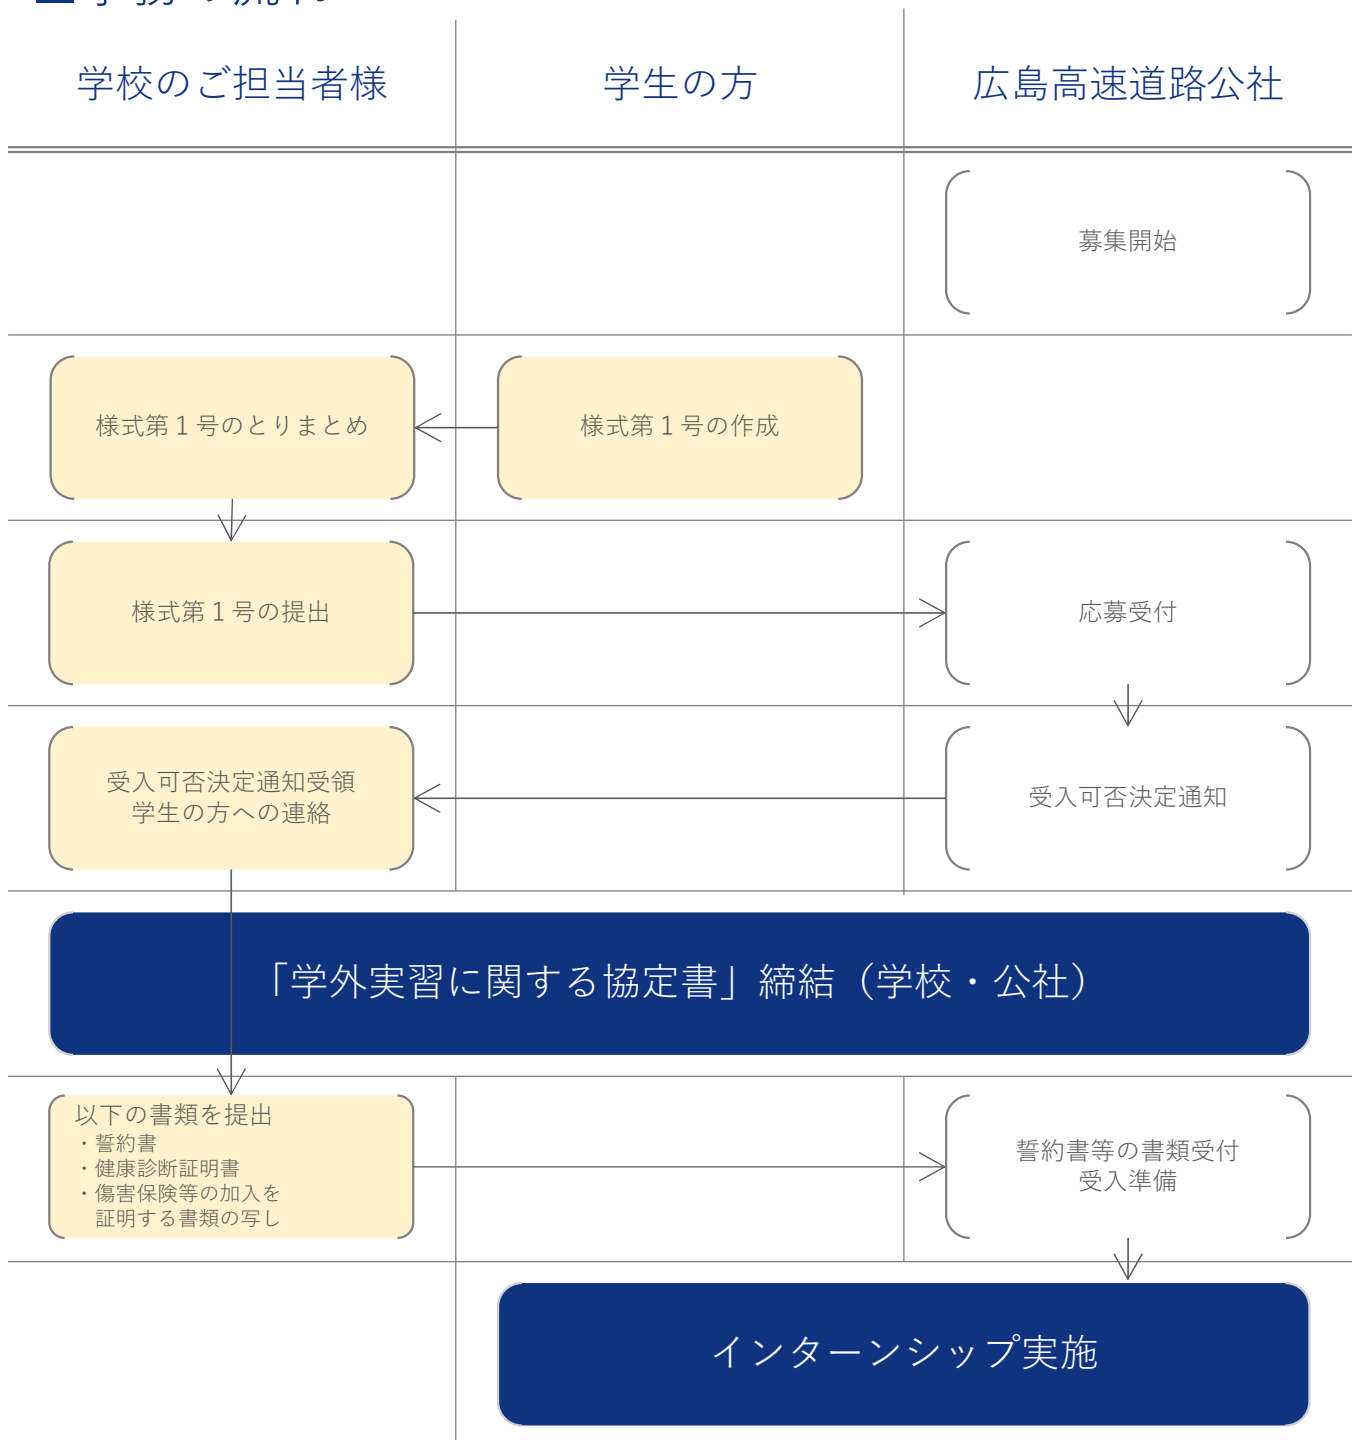 学校のご担当者様
学生の方
広島高速道路公社
募集開始
様式第１号のとりまとめ
様式第１号の作成
様式第１号の提出
応募受付
受入可否決定通知受領
学生の方への連絡
受入可否決定通知
「学外実習に関する協定書」締結（学校・公社）
以下の書類を提出
・誓約書
・健康診断証明書
・傷害保険等の加入を
証明する書類の写し
誓約書等の書類受付
受入準備
インターンシップ実施